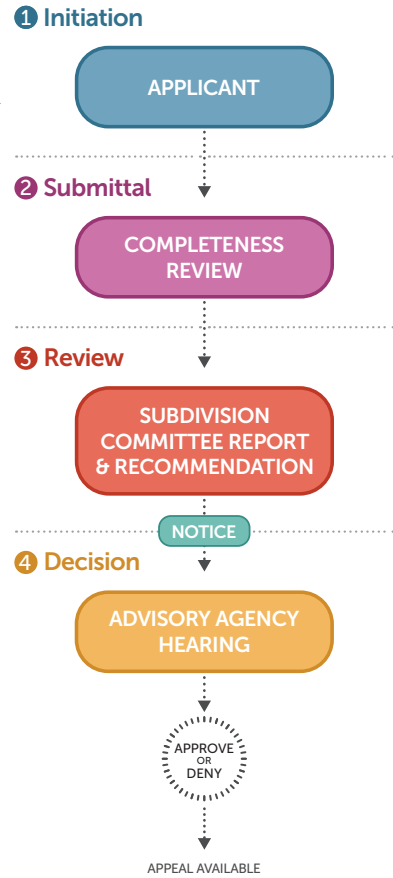 1 Initiation
APPLICANT
2 Submittal
COMPLETENESS
REVIEW
3 Review
SUBDIVISION
COMMITTEE REPORT
& RECOMMENDATION
NOTICE
4 Decision
ADVISORY AGENCY
HEARING
APPROVE
OR
DENY
APPEAL AVAILABLE